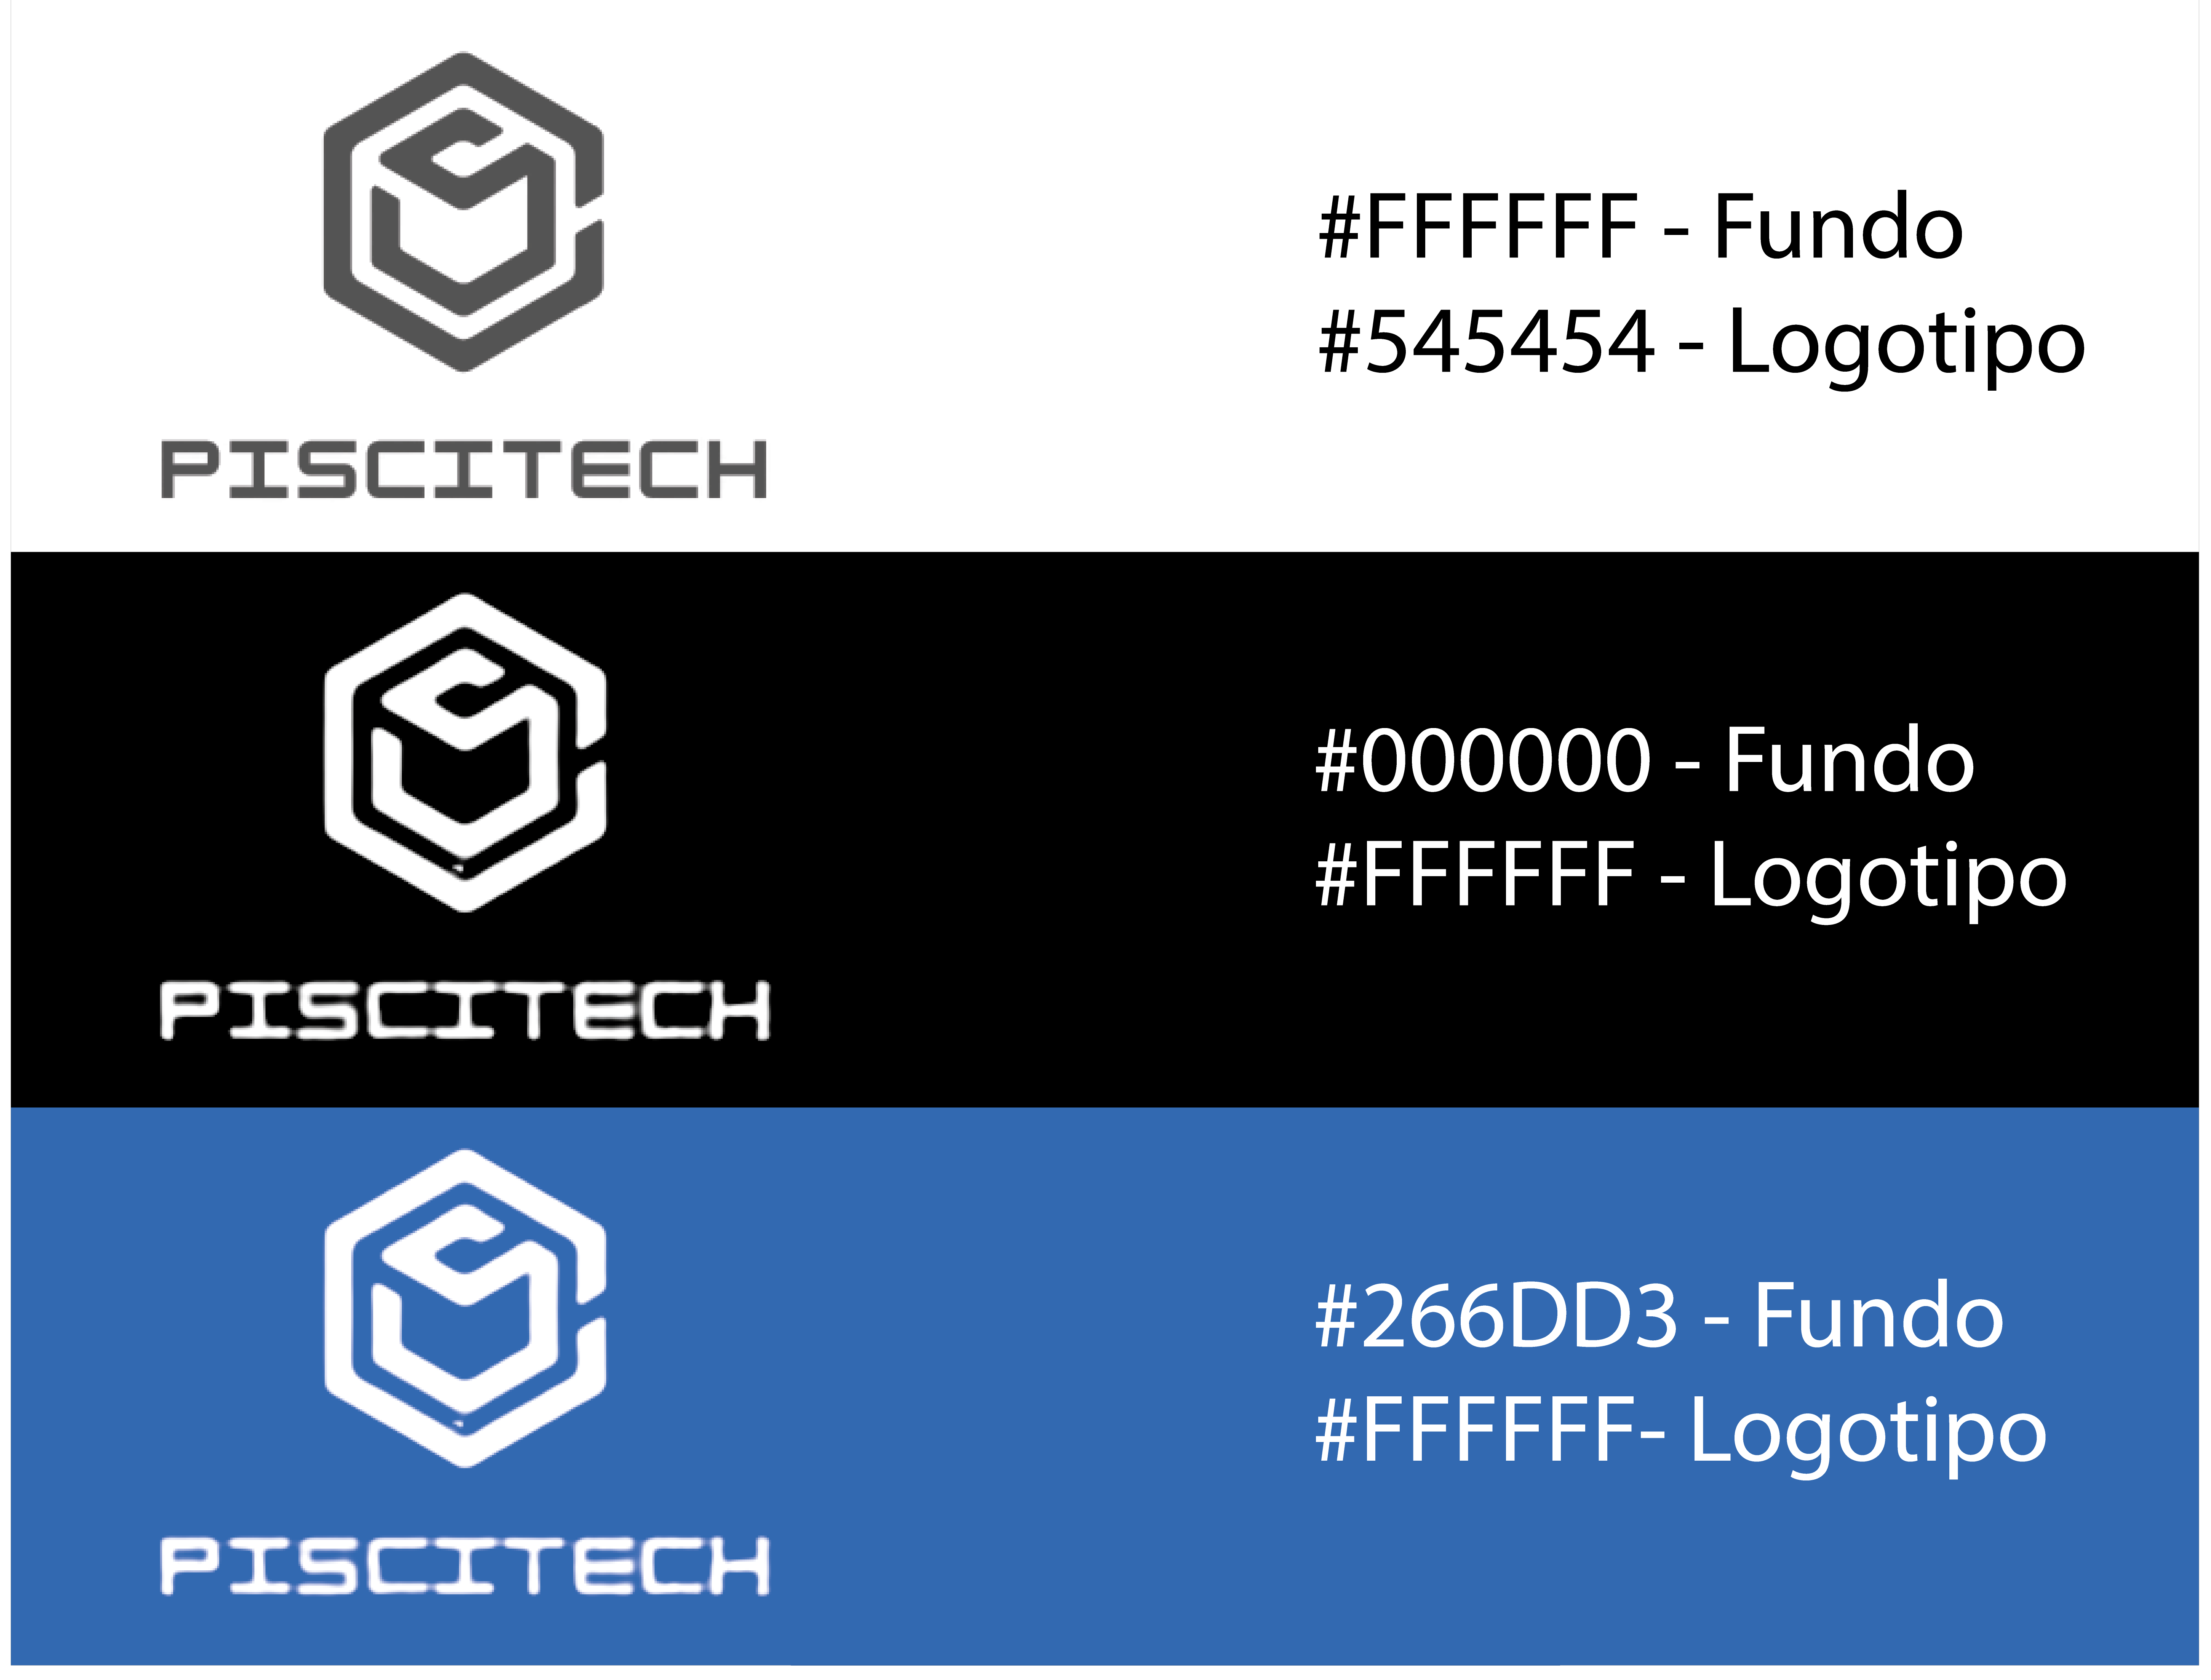 #FFFFFF - Fundo
#545454 - Logotipo
PISCITECH
#000000 - Fundo
#FFFFFF - Logotipo
PISCITECH
#266DD3 - Fundo
#FFFFFF- Logotipo
PISCITECH